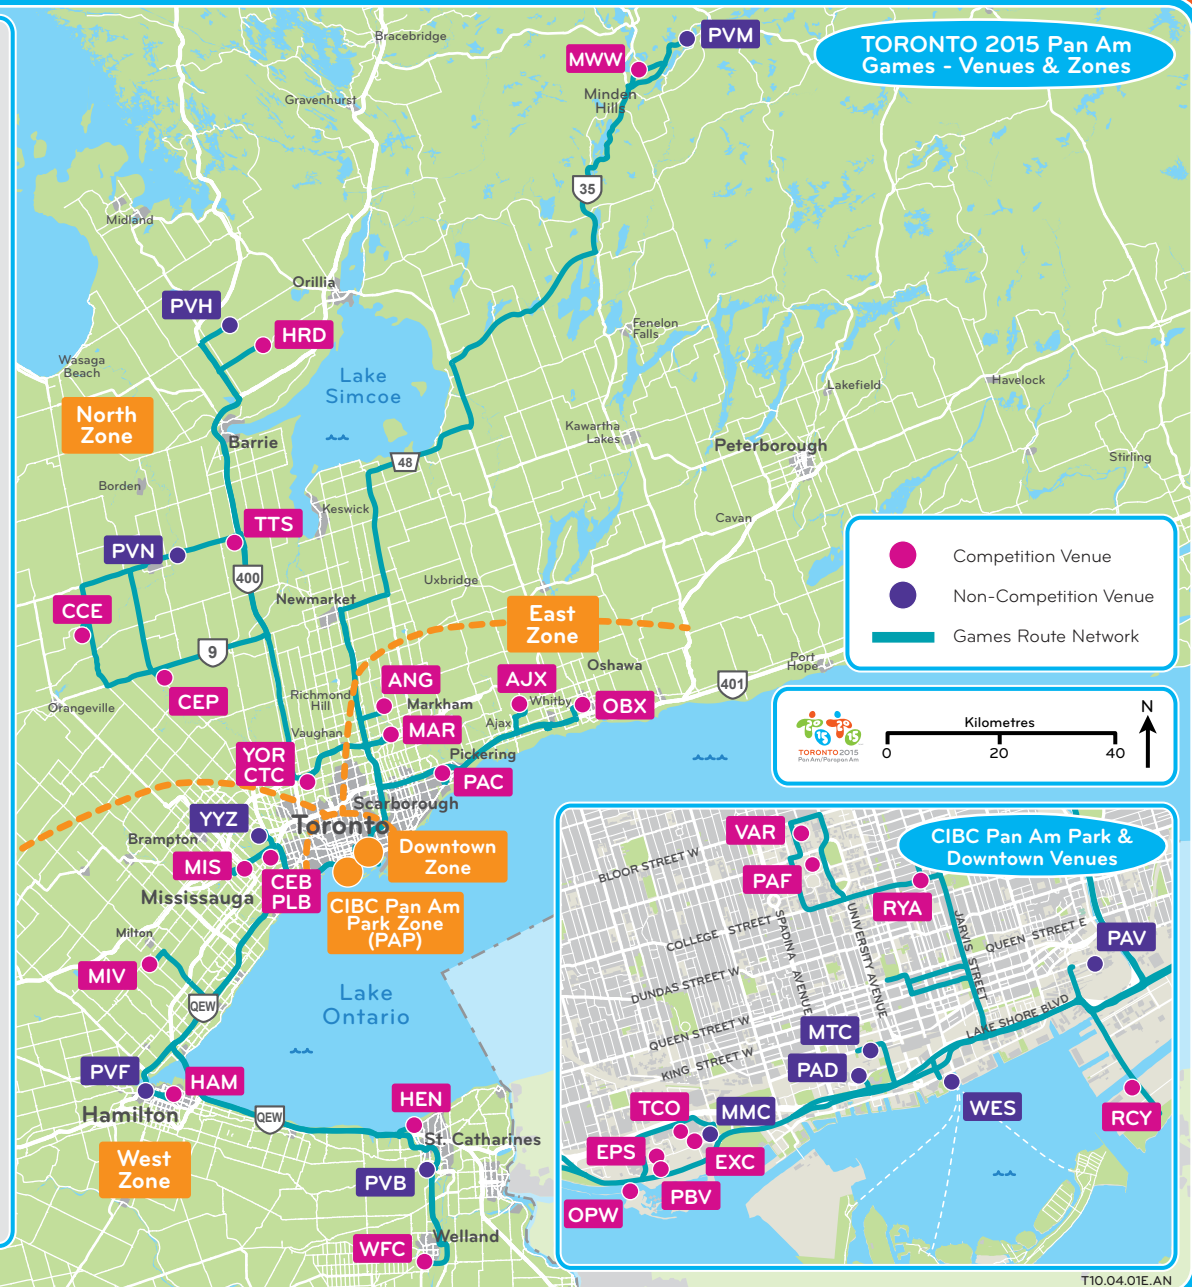 TORONTO 2015 Pan Am
Games - Venues & Zones
Bracebridge
PVM
MWW
Minden
Hills
Gravenhurst
35
Midland
Orillia
PVH
HRD
Fenelon
Falls
Wasaga
Beach
Lake
Simcoe
Lakefield
Havelock
North
Zone
Barrie
Kawartha
Lakes
Peterborough
48
Stirling
Borden
Keswick
Cavan
TTS
PVN
400
Uxbridge
Newmarket
CCE
East
Zone
9
CEP
Orangeville
Oshawa
Port
Hope
401
ANG
AJX
Richmond
Hill
Markham
Whitby
OBX
Ajax
MAR
Vaughan
Pickering
YOR
CTC
PAC
Scarborough
YYZ
Toronto
Brampton
Downtown
Zone
MIS
CEB
PLB
Mississauga
CIBC Pan Am
Park Zone
(PAP)
Milton
MIV
QEW
Lake
Ontario
PVF
HAM
Hamilton
QEW
HEN
St. Catharines
West
Zone
PVB
Welland
WFC
Competition Venue
Non-Competition Venue
Games Route Network
TORONTO2015
Pan Am/Parapan Am
Kilometres
0
20
40
N
CIBC Pan Am Park &
Downtown Venues
VAR
BLOOR STREET W
PAF
RYA
SPADINA AVENUE
UNIVERSITY AVENUE
JARVIS STREET
COLLEGE STREET
QUEEN STREET E
PAV
DUNDAS STREET W
LAKE SHORE BLVD
QUEEN STREET W
MTC
KING STREET W
PAD
WES
RCY
TCO
MMC
EPS
EXC
PBV
OPW
T10.04.01E.AN